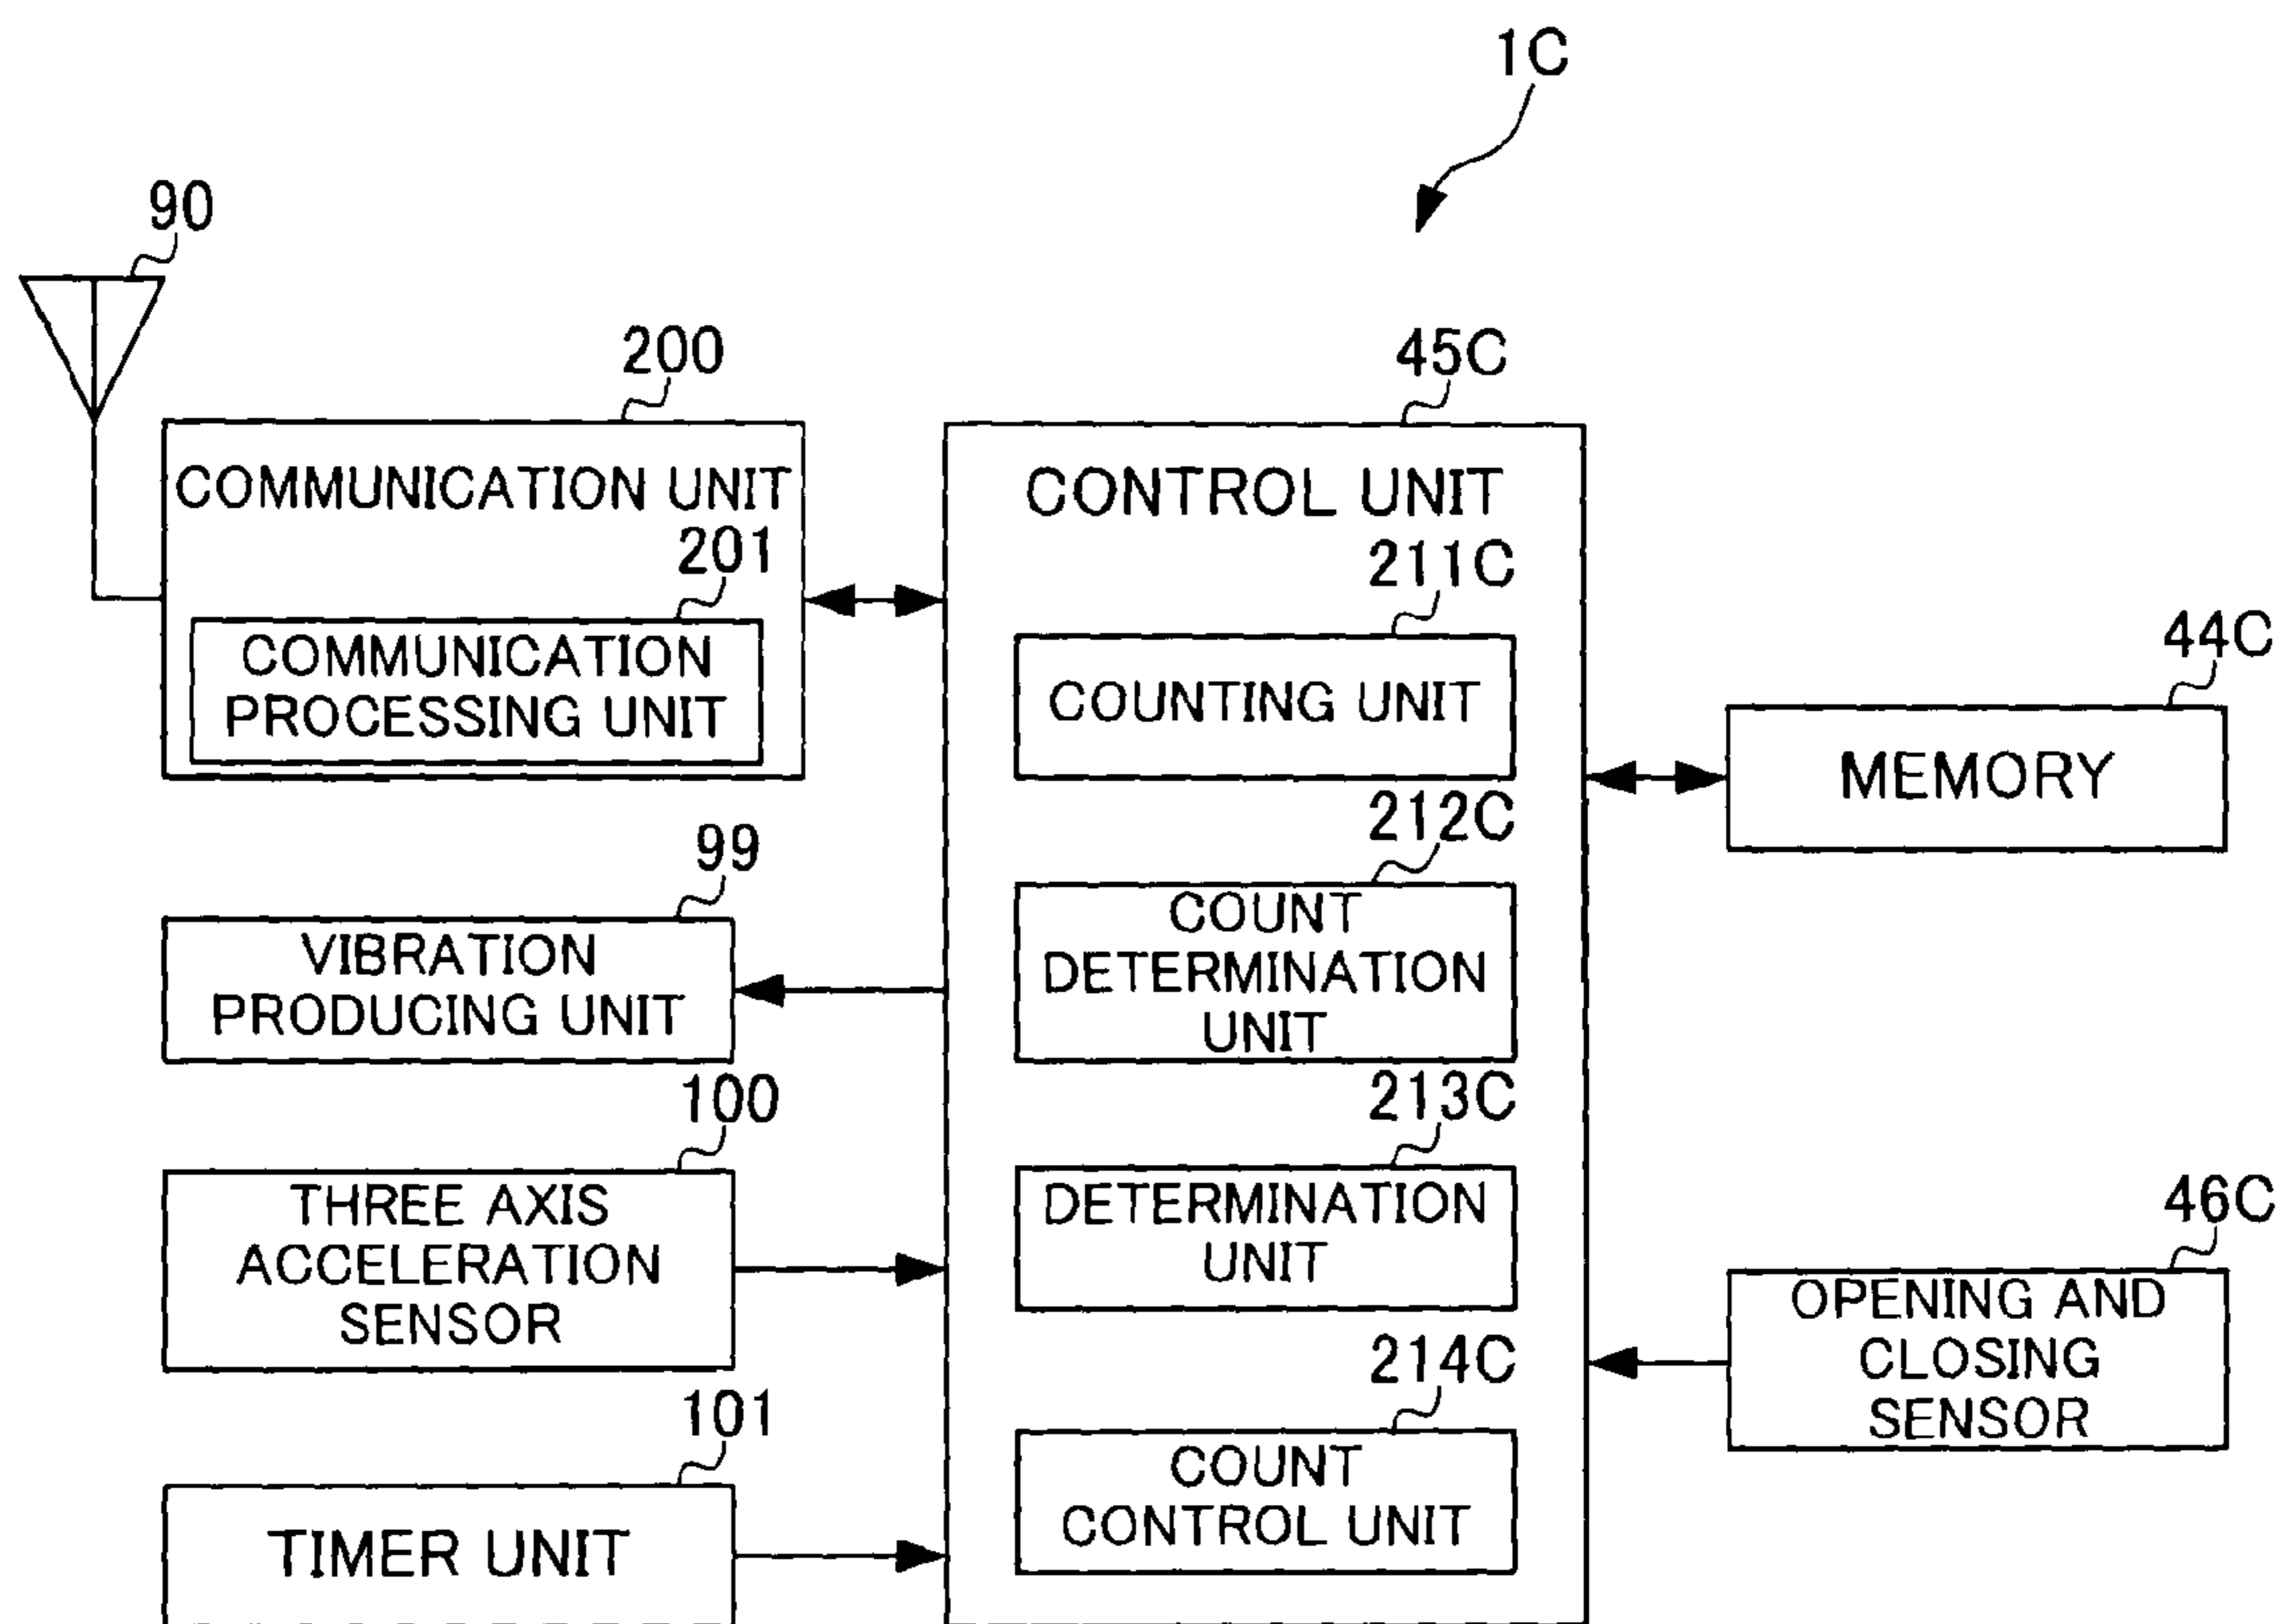 1C
90
200
COMMUNICATION UNIT
201
COMMUNICATION
PROCESSING UNIT
99
VIBRATION
PRODUCING UNIT
100
THREE AXIS
ACCELERATION
SENSOR
101
TIMER UNIT
45C
CONTROL UNIT
211C
COUNTING UNIT
212C
COUNT
DETERMINATION
UNIT
213C
DETERMINATION
UNIT
214C
COUNT
CONTROL UNIT
44C
MEMORY
46C
OPENING AND
CLOSING
SENSOR